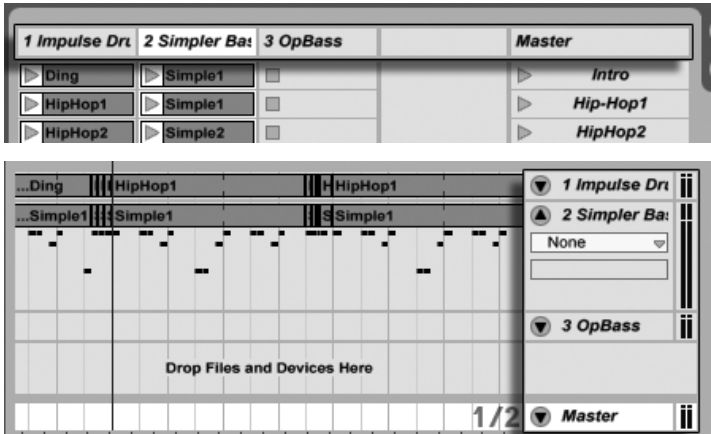 1 Impulse Dru 2 Simpler Bas 3 OpBass Master
Ding Simple1 Intro
HipHop1 Simple1 Hip-Hop1
HipHop2 Simple2 HipHop2
...Ding HipHop1 H HipHop1 1 Impulse Dru
...Simple1 Simple1 S Simple1 2 Simpler Bas
None
3 OpBass
Drop Files and Devices Here
1/2 Master